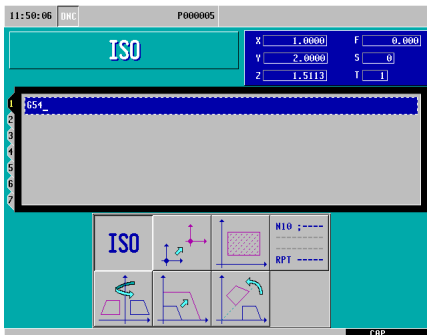 11:50:06 DNC P000005
ISO
X 1.0000 F 0.000
Y 2.0000 S 0
Z 1.5113 T 1
1 G54_
2
3
4
5
6
7
ISO
N10 ;----
RPT -----
CAP